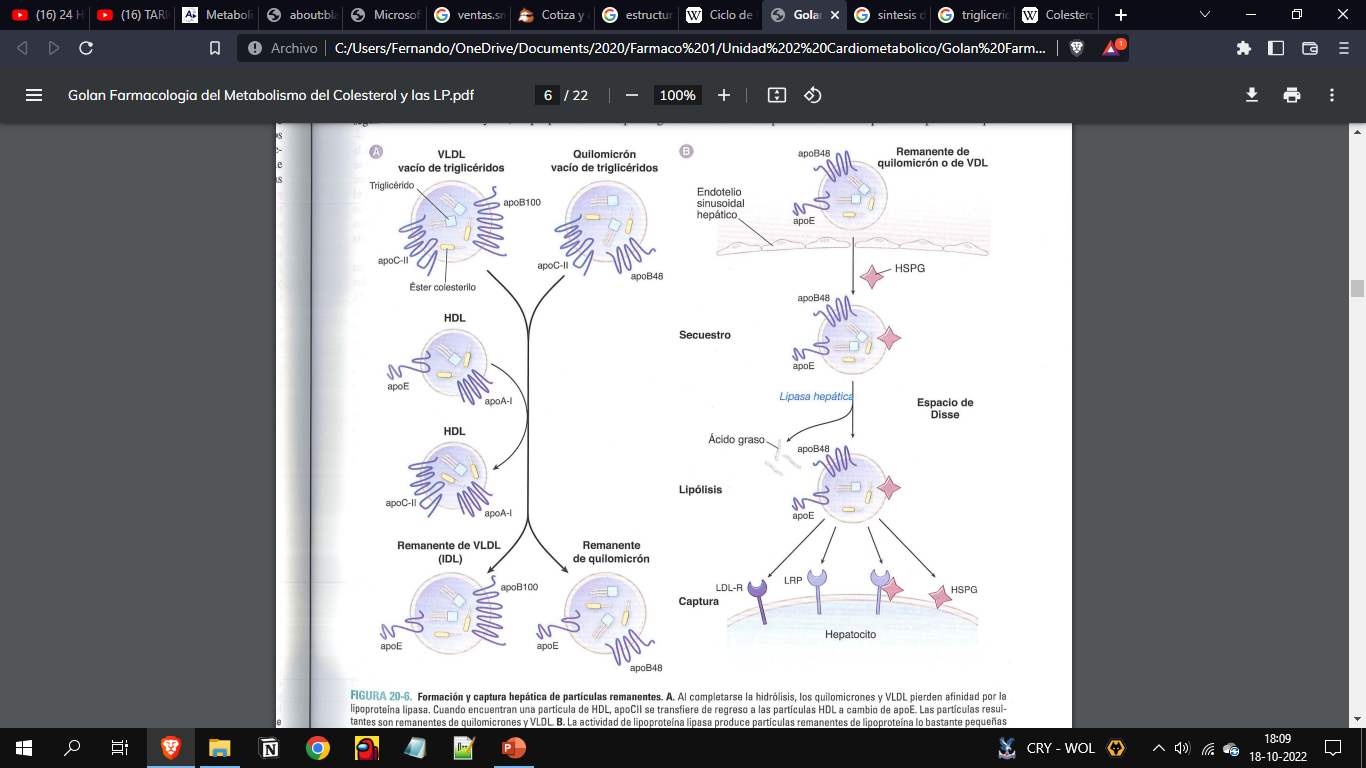 (16) 24 H
(16) TARI
Metaboli
about:bla
Microsof
ventas.sn
Cotiza y
estructur
Ciclo de
Golan
sintesis d
trigliceric
Colestero
Archivo
C:/Users/Fernando/OneDrive/Documents/2020/Farmaco%201/Unidad%202%20Cardiometabolico/Golan%20Farm...
1
Golan Farmacologia del Metabolismo del Colesterol y las LP.pdf
6 / 22
100%
A
VLDL
vacío de triglicéridos
Triglicérido
apoB100
apoC-II
Éster colesterilo
Quilomicrón
vacío de triglicéridos
apoC-II
apoB48
HDL
apoE
apoA-I
HDL
apoC-II
apoA-I
Remanente de VLDL
(IDL)
apoB100
apoE
Remanente
de quilomicrón
apoE
apoB48
B
Remanente de
quilomicrón o de VDL
apoB48
apoE
Endotelio
sinusoidal
hepático
HSPG
apoB48
Secuestro
apoE
Lipasa hepática
Espacio de
Disse
Ácido graso
apoB48
Lipólisis
apoE
LDL-R
LRP
HSPG
Captura
Hepatocito
FIGURA 20-6. Formación y captura hepática de partículas remanentes. A. Al completarse la hidrólisis, los quilomicrones y VLDL pierden afinidad por la
lipoproteína lipasa. Cuando encuentran una partícula de HDL, apoCII se transfiere de regreso a las partículas HDL a cambio de apoE. Las partículas resul-
tantes son remanentes de quilomicrones y VLDL. B. La actividad de lipoproteína lipasa produce partículas remanentes de lipoproteína lo bastante pequeñas
CRY - WOL
18:09
18-10-2022